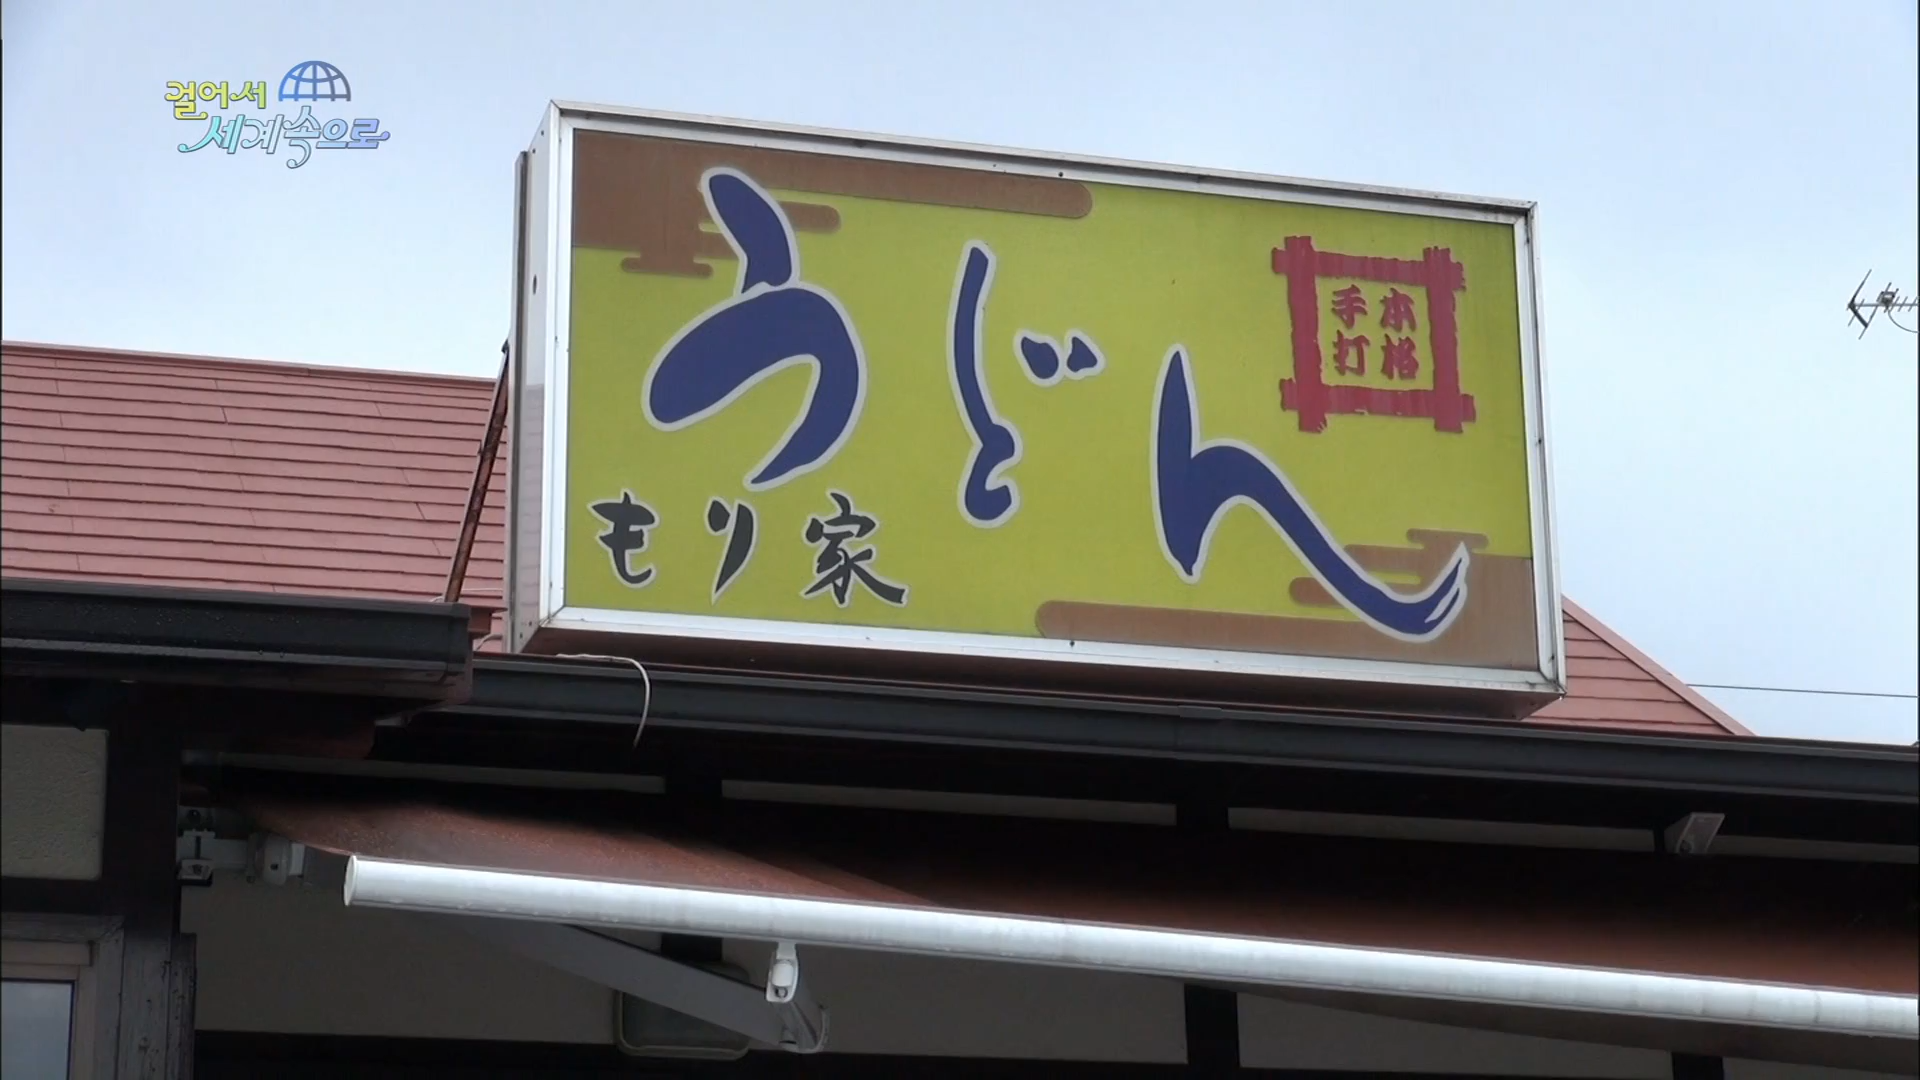 걸어서
세계속으로
うどん
本格
手打
もり家